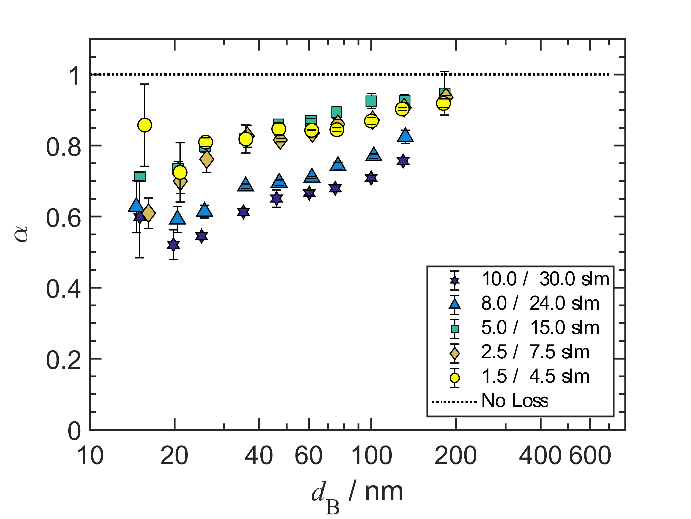 1
0.8
0.6
0.4
0.2
0
α
10 20 40 60 100 200 400 600
d_B / nm
10.0 / 30.0 slm
8.0 / 24.0 slm
5.0 / 15.0 slm
2.5 / 7.5 slm
1.5 / 4.5 slm
No Loss